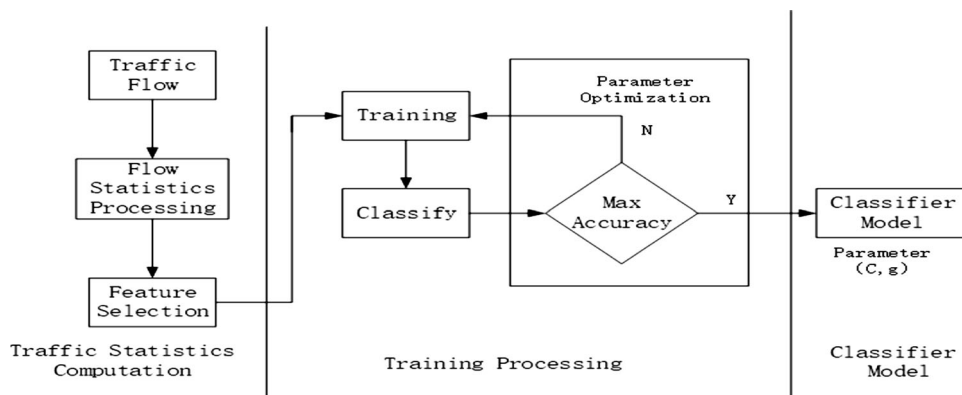 Traffic
Flow
Flow
Statistics
Processing
Feature
Selection
Traffic Statistics
Computation
Training
Classify
Parameter
Optimization
N
Max
Accuracy
Y
Training Processing
Classifier
Model
Parameter
(C,g)
Classifier
Model